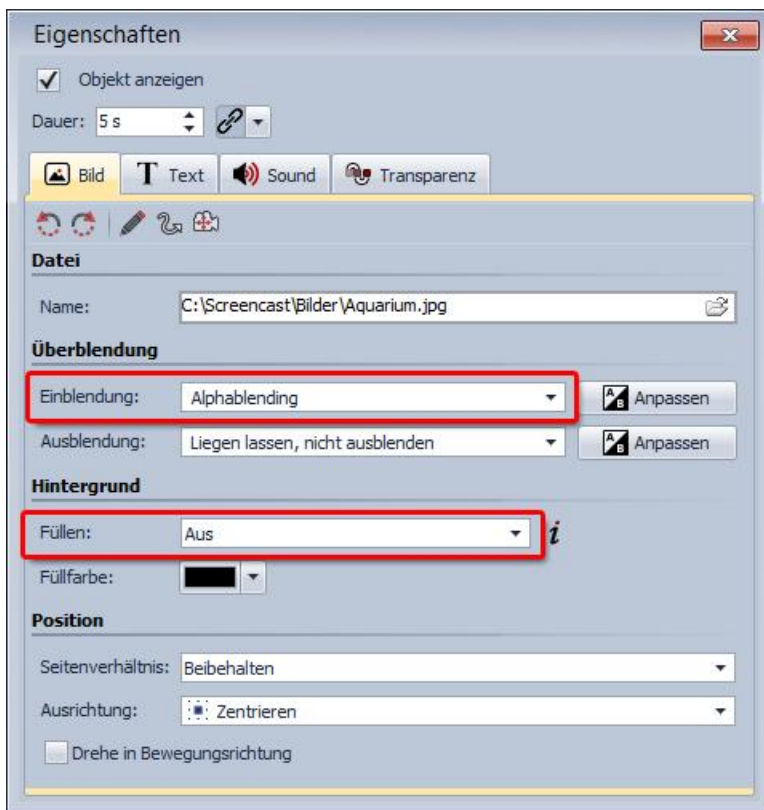 Eigenschaften
Objekt anzeigen
Dauer: 5 s
Bild T Text Sound Transparenz
Datei
Name: C:\Screencast\Bilder\Aquarium.jpg
Überblendung
Einblendung: Alphablending A B Anpassen
Ausblendung: Liegen lassen, nicht ausblenden A B Anpassen
Hintergrund
Füllen: Aus i
Füllfarbe:
Position
Seitenverhältnis: Beibehalten
Ausrichtung: Zentrieren
Drehe in Bewegungsrichtung